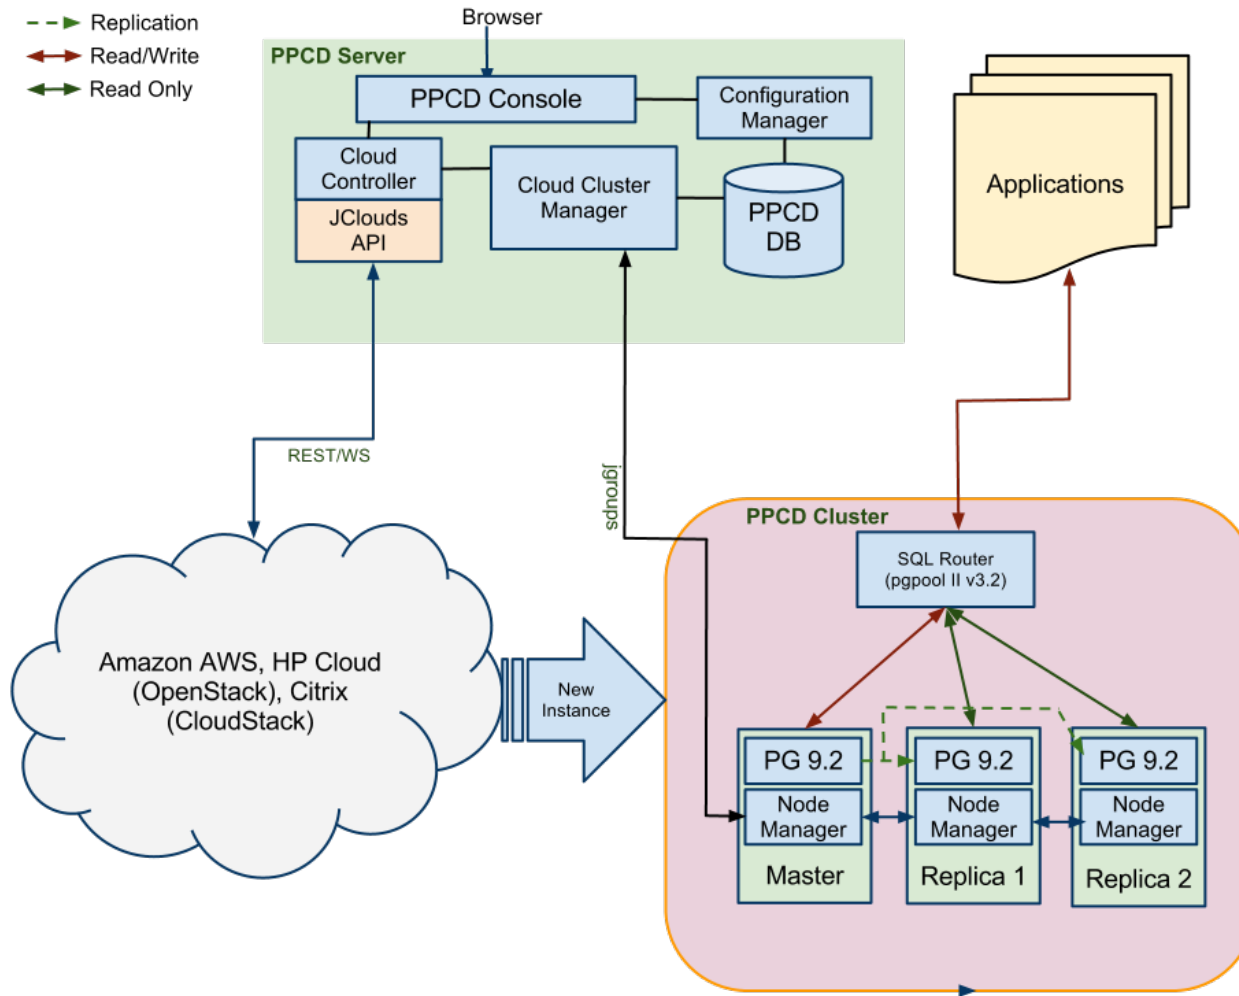 Replication
Read/Write
Read Only
Browser
PPCD Server
PPCD Console
Configuration
Manager
Cloud
Controller
JClouds
API
Cloud Cluster
Manager
PPCD
DB
Applications
REST/WS
jgroups
PPCD Cluster
SQL Router
(pgpool II v3.2)
Amazon AWS, HP Cloud
(OpenStack), Citrix
(CloudStack)
New
Instance
PG 9.2
Node
Manager
Master
PG 9.2
Node
Manager
Replica 1
PG 9.2
Node
Manager
Replica 2